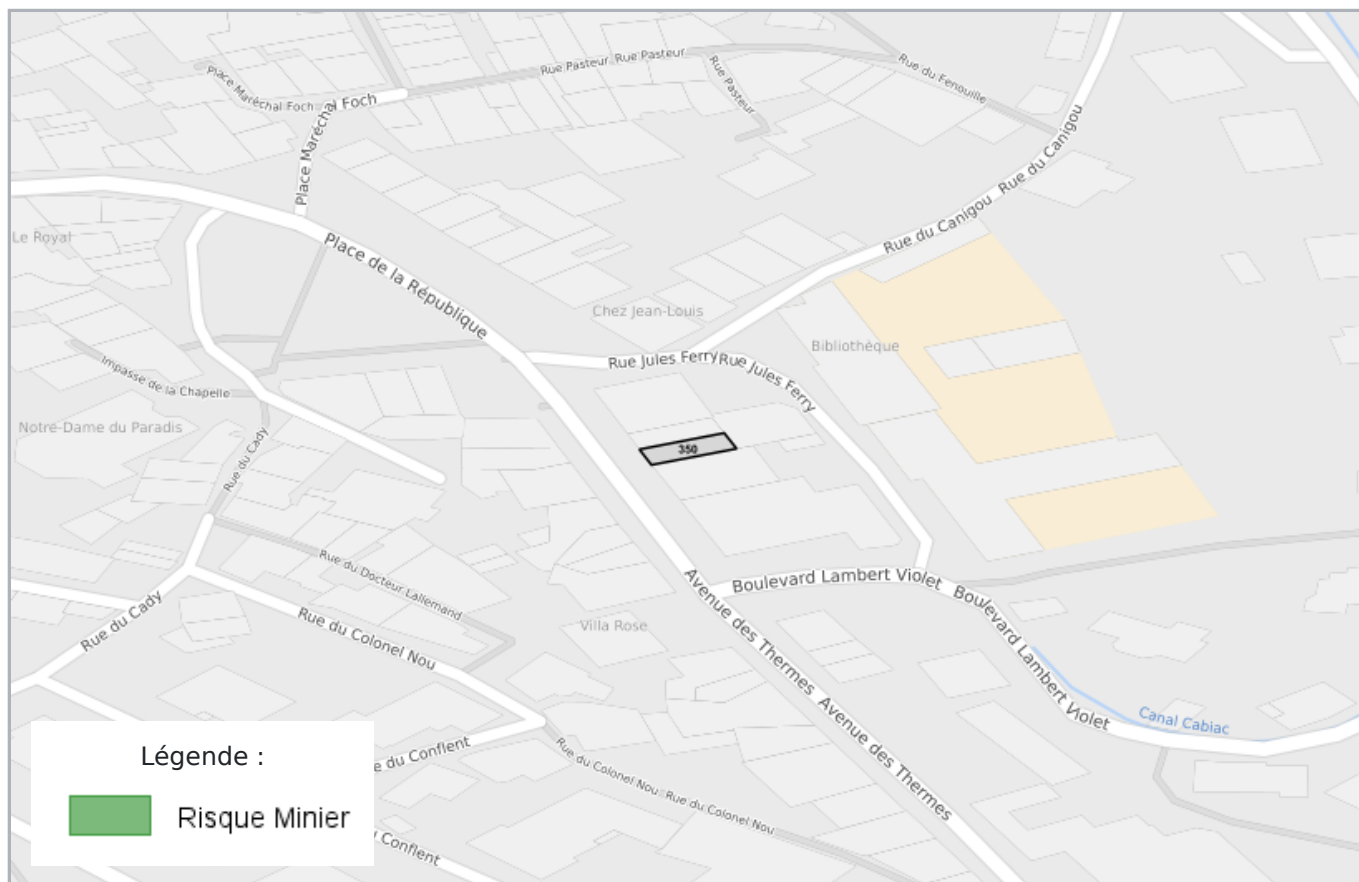 Rue Pasteur
Rue Pasteur
Rue du Fenouille
Place Maréchal Foch
l Foch
Rue Pasteur
Place Maréchal
Rue du Canigou
Rue du Canigou
Le Royal
Place de la République
Chez Jean-Louis
Bibliothèque
Rue Jules Ferry
Rue Jules Ferry
Impasse de la Chapelle
Notre-Dame du Paradis
Rue du Cady
350
Rue du Docteur Lallemand
Boulevard Lambert Violet
Boulevard Lambert Violet
Rue du Cady
Rue du Colonel Nou
Villa Rose
Avenue des Thermes
Avenue des Thermes
Canal Cabiac
e du Conflent
Rue du Colonel Nou
Rue du Colonel Nou
Conflent
Légende :
Risque Minier